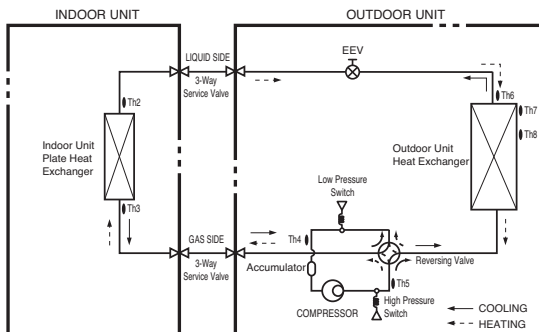 INDOOR UNIT
OUTDOOR UNIT
LIQUID SIDE
3-Way
Service Valve
EEV
Th2
Th6
Th7
Th8
Indoor Unit
Plate Heat
Exchanger
Outdoor Unit
Heat Exchanger
Th3
Low Pressure
Switch
GAS SIDE
3-Way
Service Valve
Th4
Accumulator
Reversing Valve
Th5
COMPRESSOR
High Pressure
Switch
COOLING
HEATING